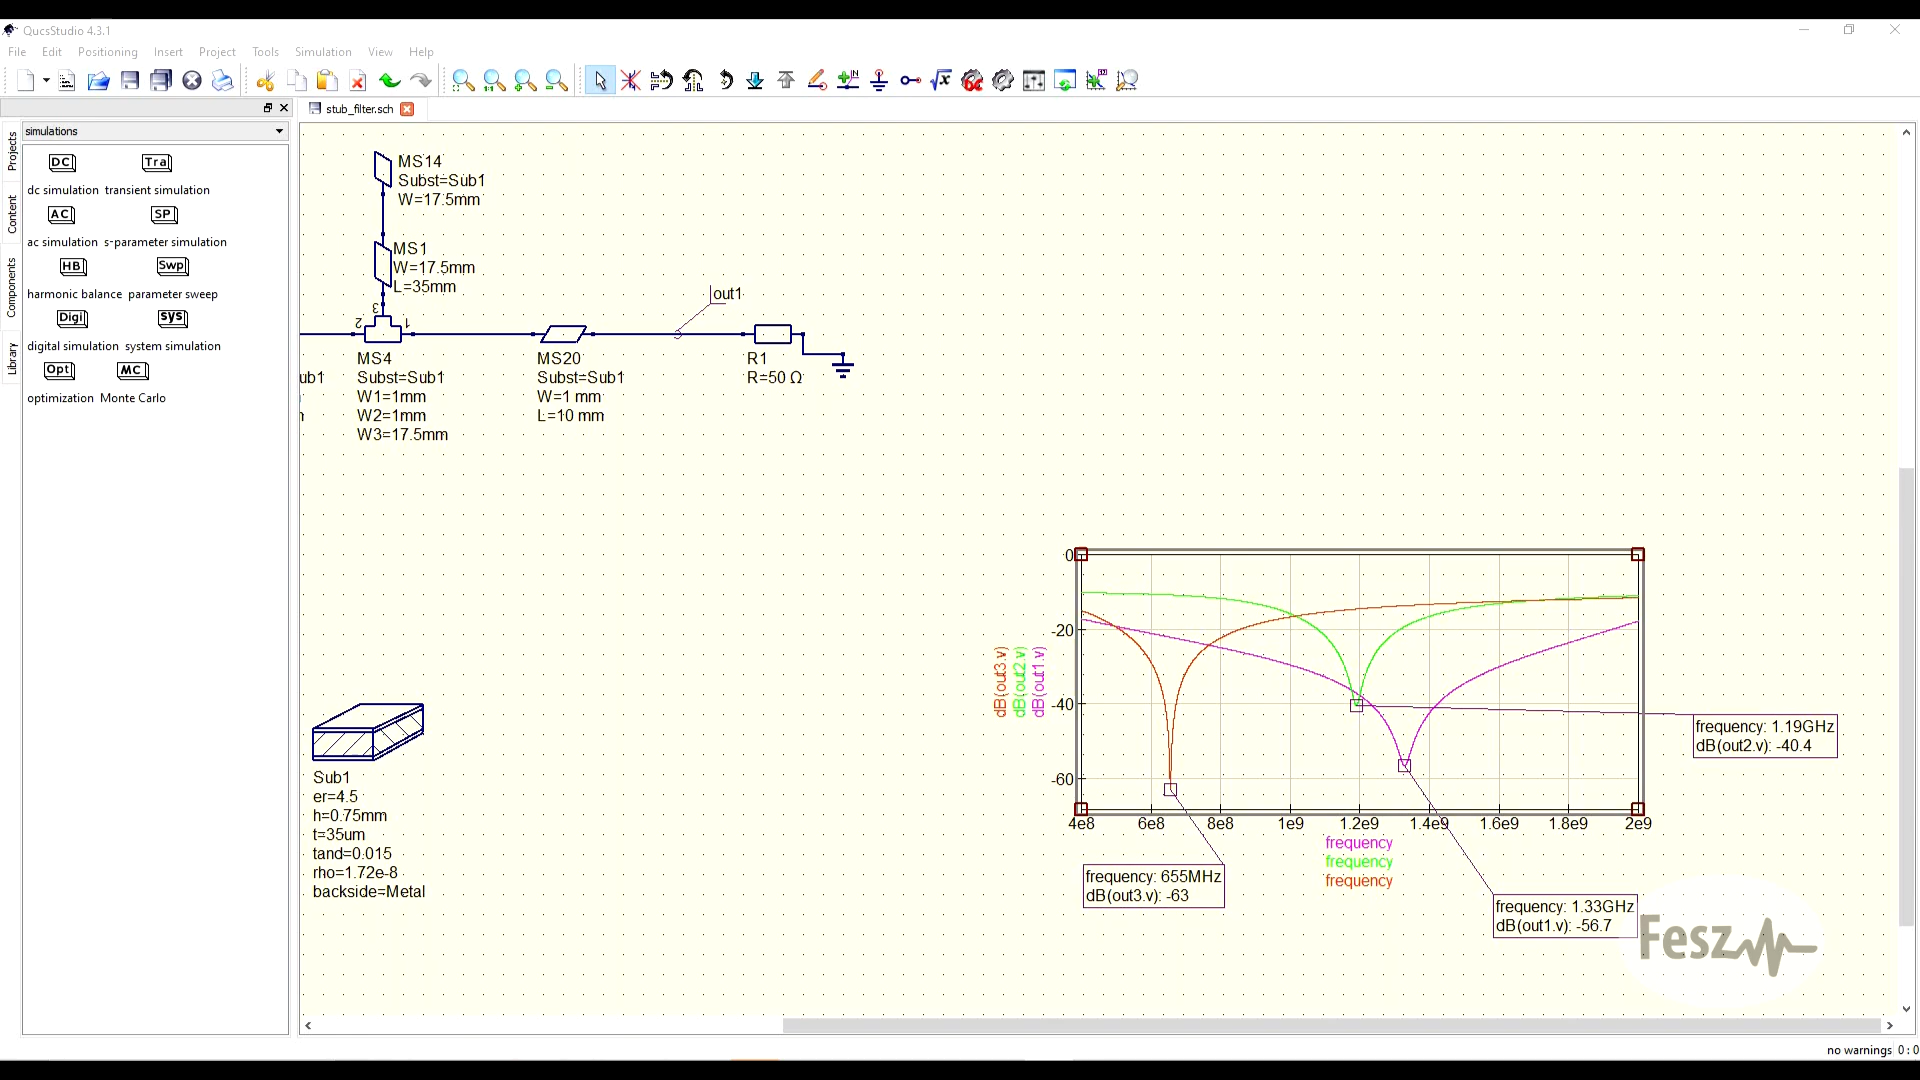 QucsStudio 4.3.1
File Edit Positioning Insert Project Tools Simulation View Help
stub_filter.sch
Projects
Content
Components
Library
simulations
DC Tra
dc simulation transient simulation
AC SP
ac simulation s-parameter simulation
HB Swp
harmonic balance parameter sweep
Digi sys
digital simulation system simulation
Opt MC
optimization Monte Carlo
MS14
Subst=Sub1
W=17.5mm
MS1
W=17.5mm
L=35mm
3
2
1
out1
ub1
MS4
Subst=Sub1
W1=1mm
W2=1mm
W3=17.5mm
MS20
Subst=Sub1
W=1 mm
L=10 mm
R1
R=50 Ω
Sub1
er=4.5
h=0.75mm
t=35um
tand=0.015
rho=1.72e-8
backside=Metal
0
-20
-40
-60
dB(out3.v)
dB(out2.v)
dB(out1.v)
4e8 6e8 8e8 1e9 1.2e9 1.4e9 1.6e9 1.8e9 2e9
frequency
frequency
frequency
frequency: 1.19GHz
dB(out2.v): -40.4
frequency: 655MHz
dB(out3.v): -63
frequency: 1.33GHz
dB(out1.v): -56.7
Fesz
no warnings 0 : 0